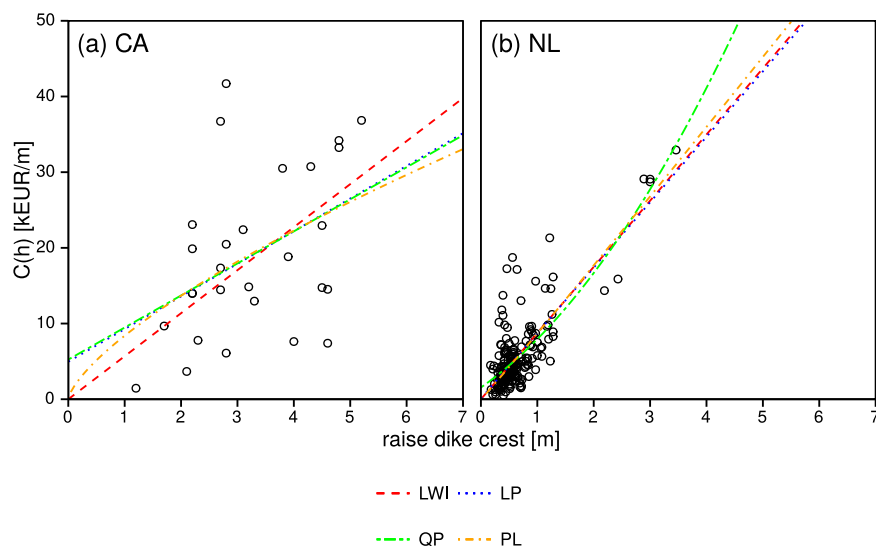 (a) CA
(b) NL
C(h) [kEUR/m]
50
40
30
20
10
0
0 1 2 3 4 5 6 7
0 1 2 3 4 5 6 7
raise dike crest [m]
LWI
LP
QP
PL